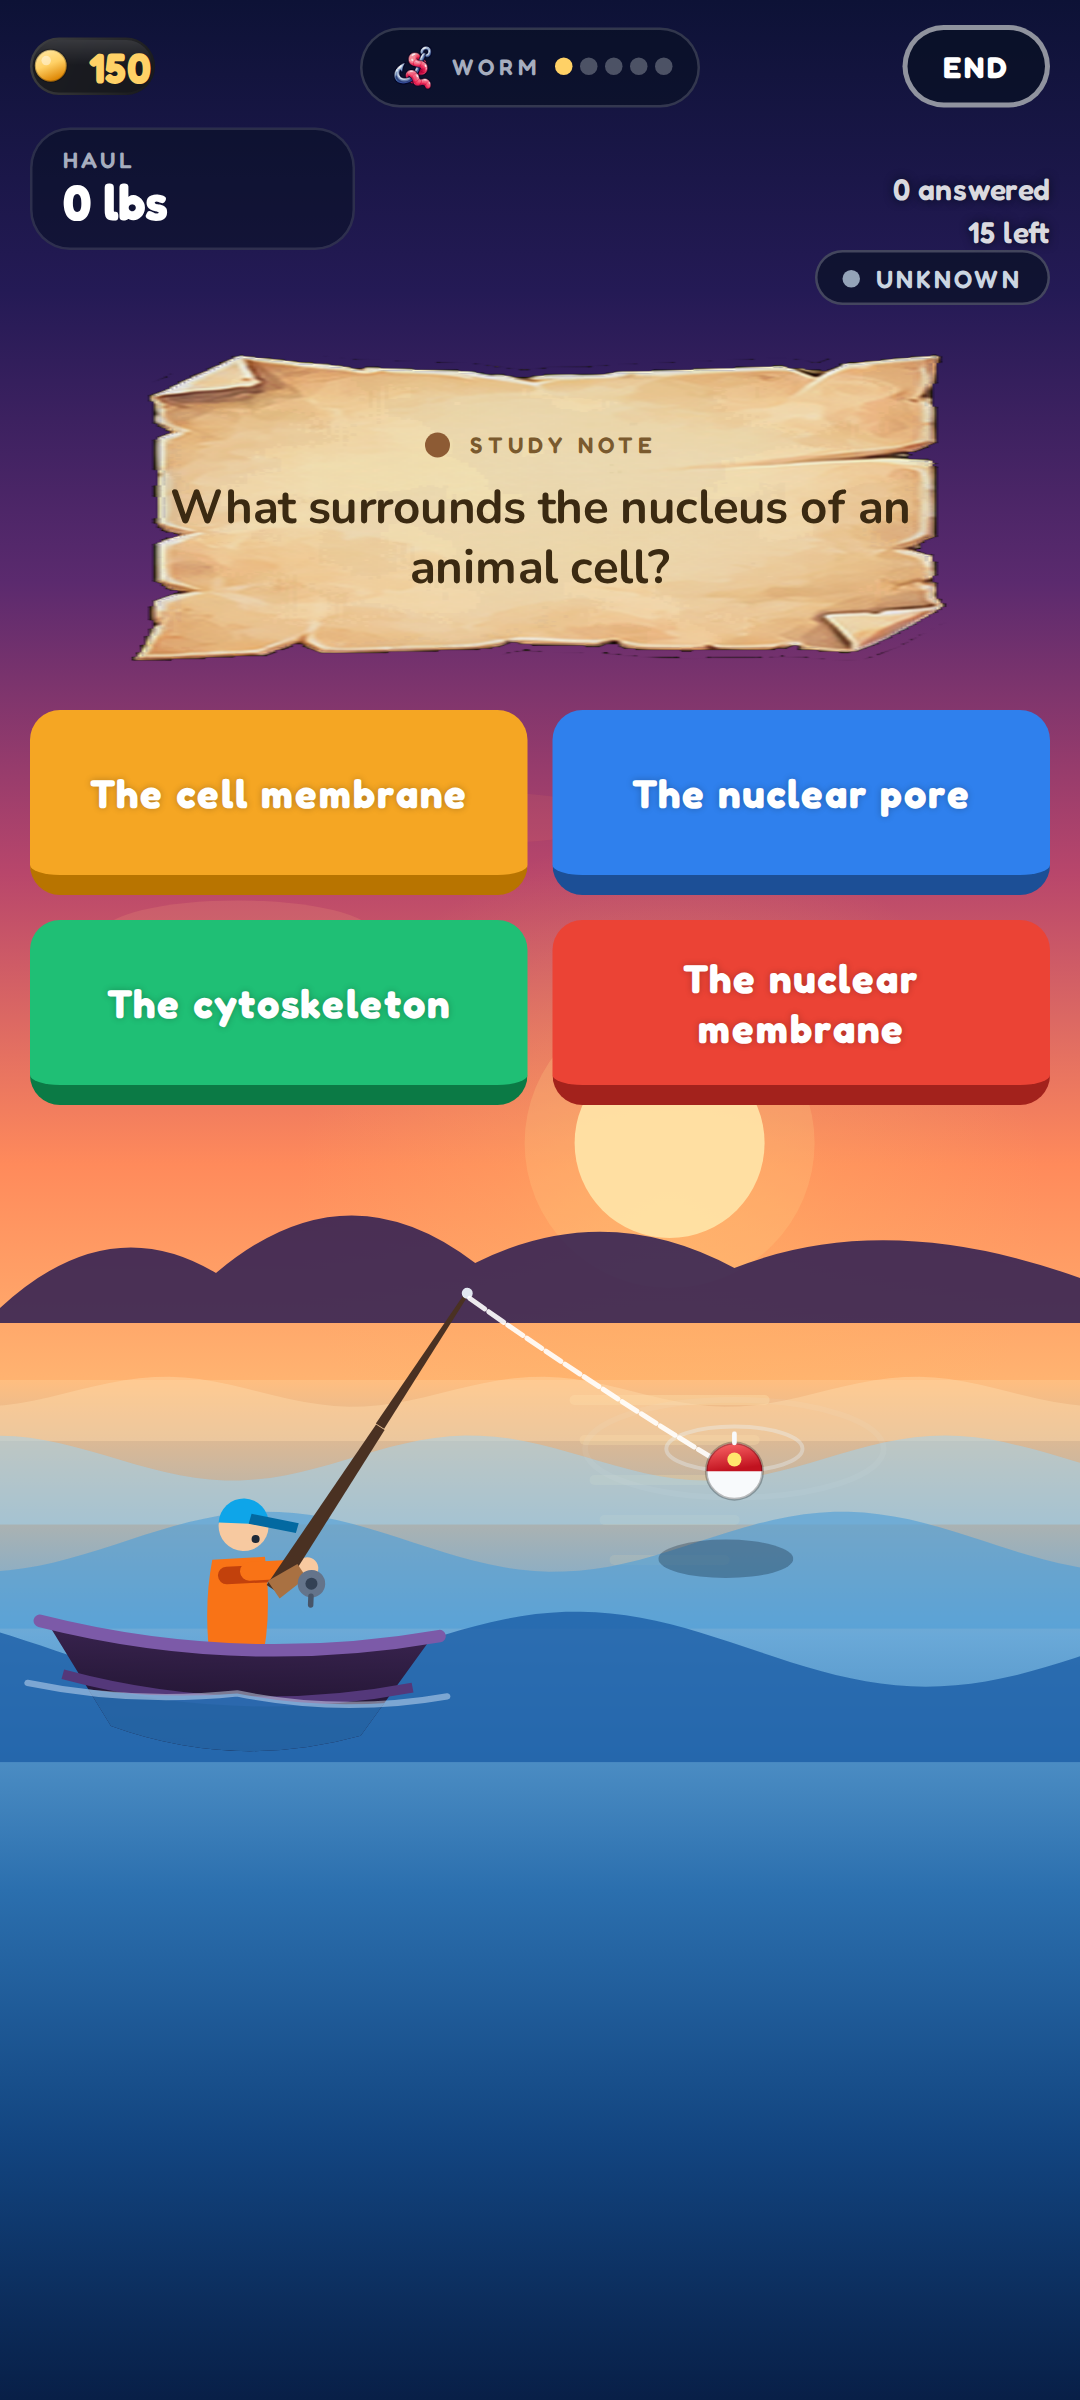 150
WORM
END
HAUL
0 lbs
0 answered
15 left
UNKNOWN
STUDY NOTE
What surrounds the nucleus of an
animal cell?
The cell membrane
The nuclear pore
The cytoskeleton
The nuclear
membrane